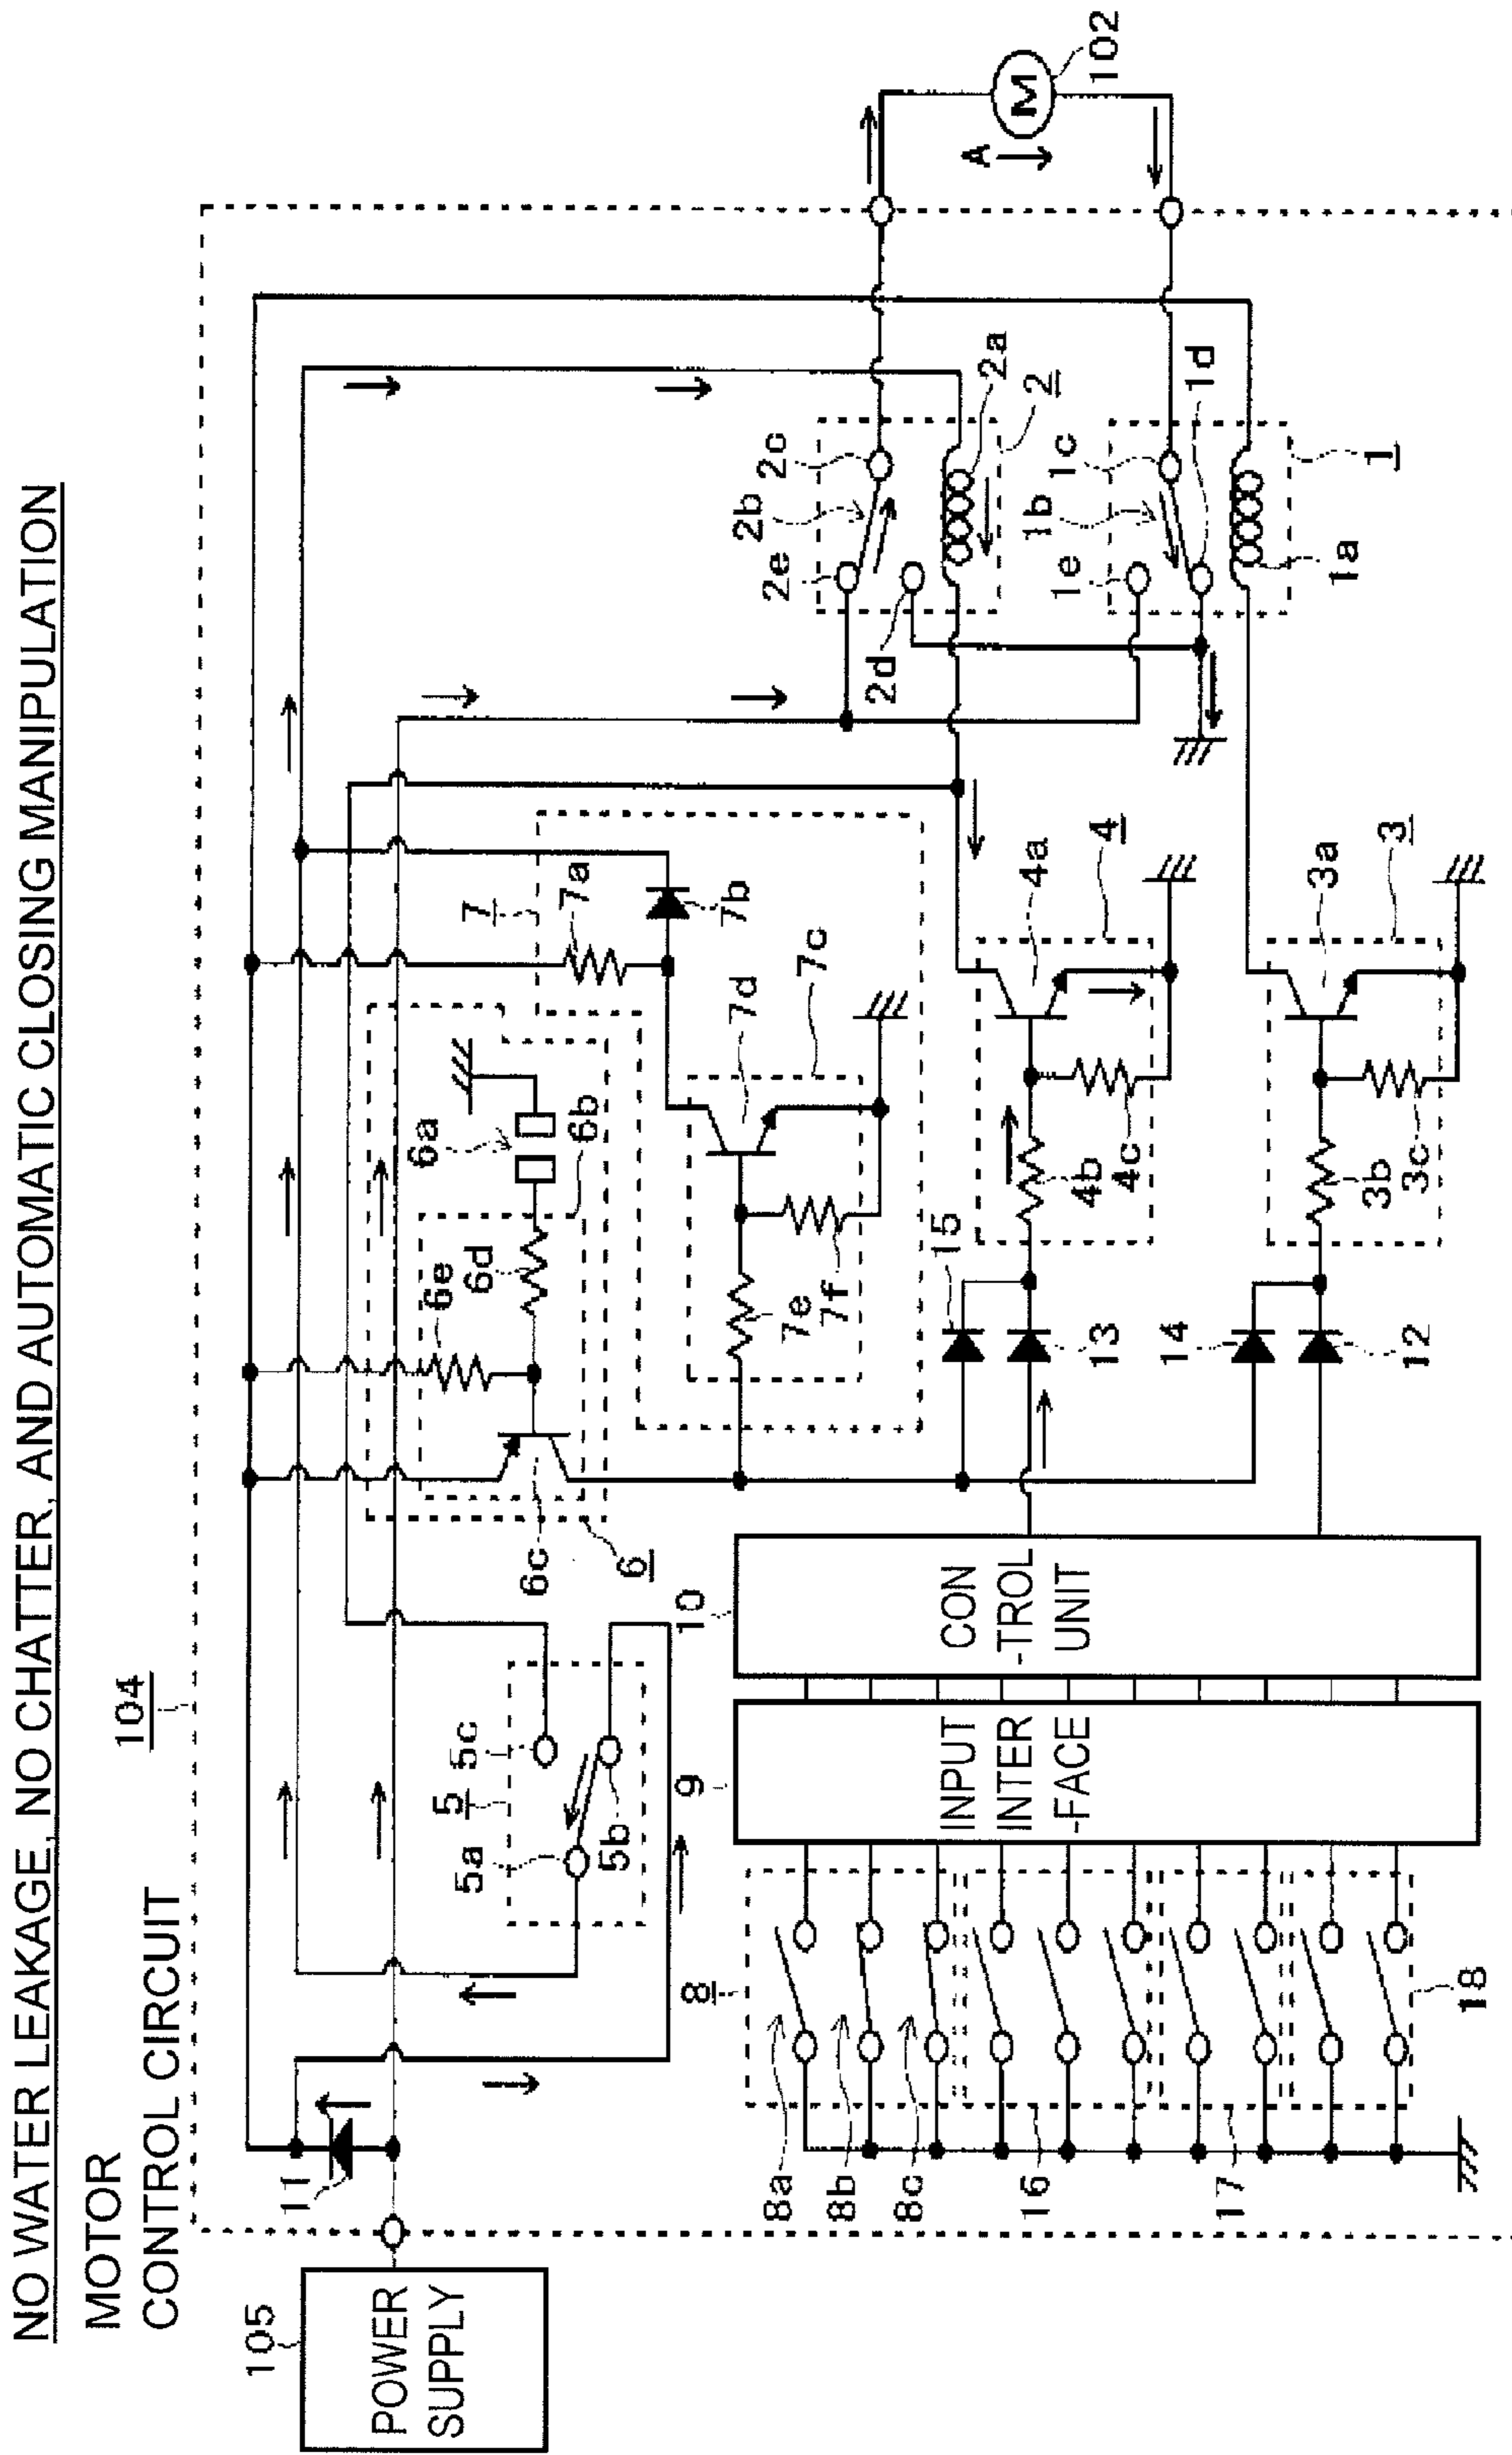 NO WATER LEAKAGE, NO CHATTER, AND AUTOMATIC CLOSING MANIPULATION
MOTOR
CONTROL CIRCUIT
104
105
POWER
SUPPLY
11
5
5a
5b
5c
6
6a
6b
6c
6d
6e
7
7a
7b
7c
7d
7e
7f
2
2a
2b
2c
2d
2e
1
1a
1b
1c
1d
1e
A
M
102
4
4a
4b
4c
3
3a
3b
3c
15
13
14
12
10
CON
-TROL
UNIT
9
INPUT
INTER
-FACE
8
8a
8b
8c
16
17
18